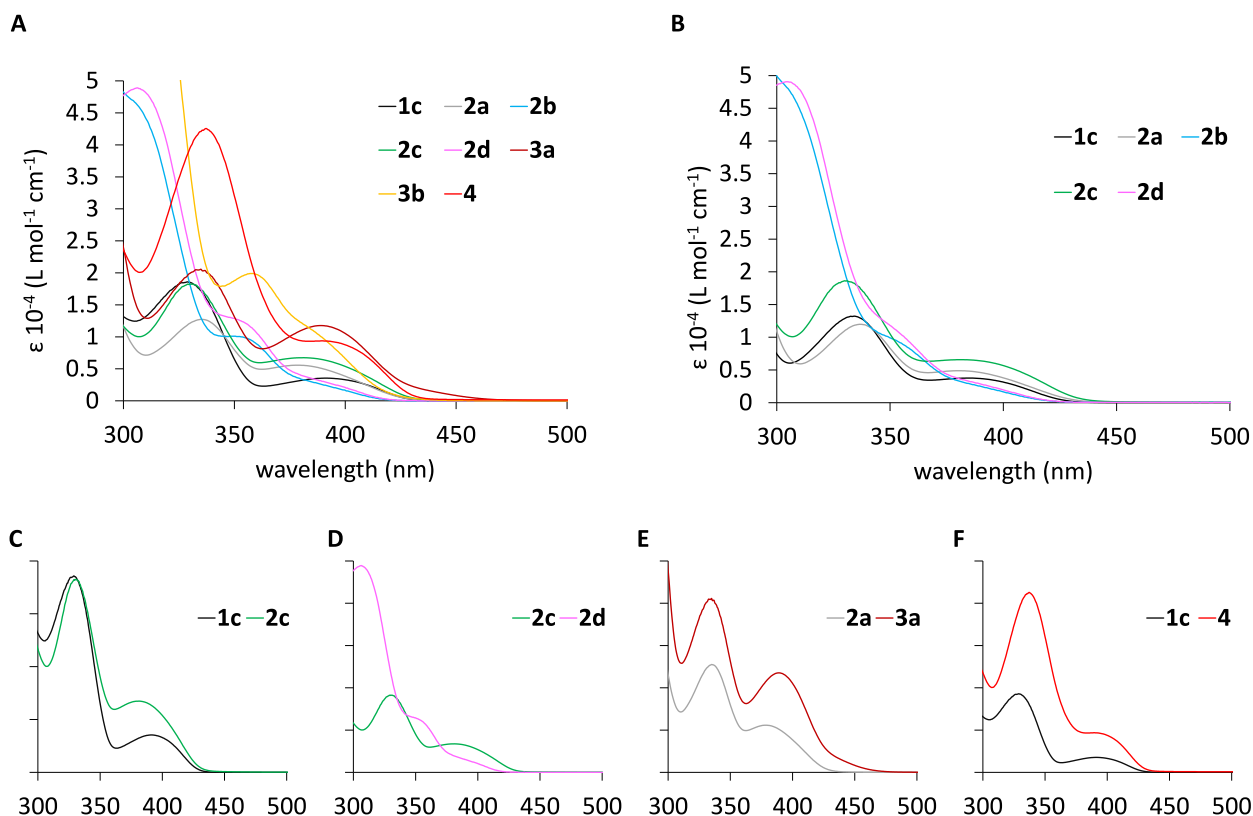 A
5
4.5
4
3.5
3
2.5
2
1.5
1
0.5
0
ε 10⁻⁴ (L mol⁻¹ cm⁻¹)
1c 2a 2b
2c 2d 3a
3b 4
300 350 400 450 500
wavelength (nm)
B
5
4.5
4
3.5
3
2.5
2
1.5
1
0.5
0
ε 10⁻⁴ (L mol⁻¹ cm⁻¹)
1c 2a 2b
2c 2d
300 350 400 450 500
wavelength (nm)
C
1c 2c
300 350 400 450 500
D
2c 2d
300 350 400 450 500
E
2a 3a
300 350 400 450 500
F
1c 4
300 350 400 450 500